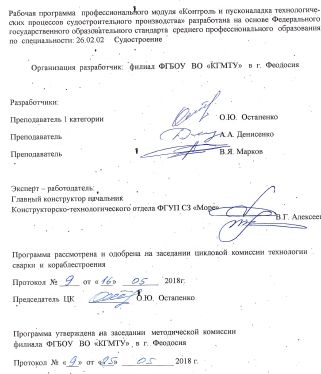 Рабочая программа профессионального модуля «Контроль и пусконаладка технологичес-
ких процессов судостроительного производства» разработана на основе Федерального
государственного образовательного стандарта среднего профессионального образования
по специальности: 26.02.02 Судостроение
Организация разработчик: филиал ФГБОУ ВО «КГМТУ» в г. Феодосия
Разработчики:
Преподаватель 1 категории О.Ю. Остапенко
Преподаватель А.А. Денисенко
Преподаватель В.Я. Марков
Эксперт – работодатель:
Главный конструктор начальник
Конструкторско-технологического отдела ФГУП СЗ «Море» В.Г. Алексее
Программа рассмотрена и одобрена на заседании цикловой комиссии технологии
сварки и кораблестроения
Протокол № 9 от «16» 05 2018г.
Председатель ЦК О.Ю. Остапенко
Программа утверждена на заседании методической комиссии
филиала ФГБОУ ВО «КГМТУ» в г. Феодосия
Протокол № «9» от «25» 05 2018 г.